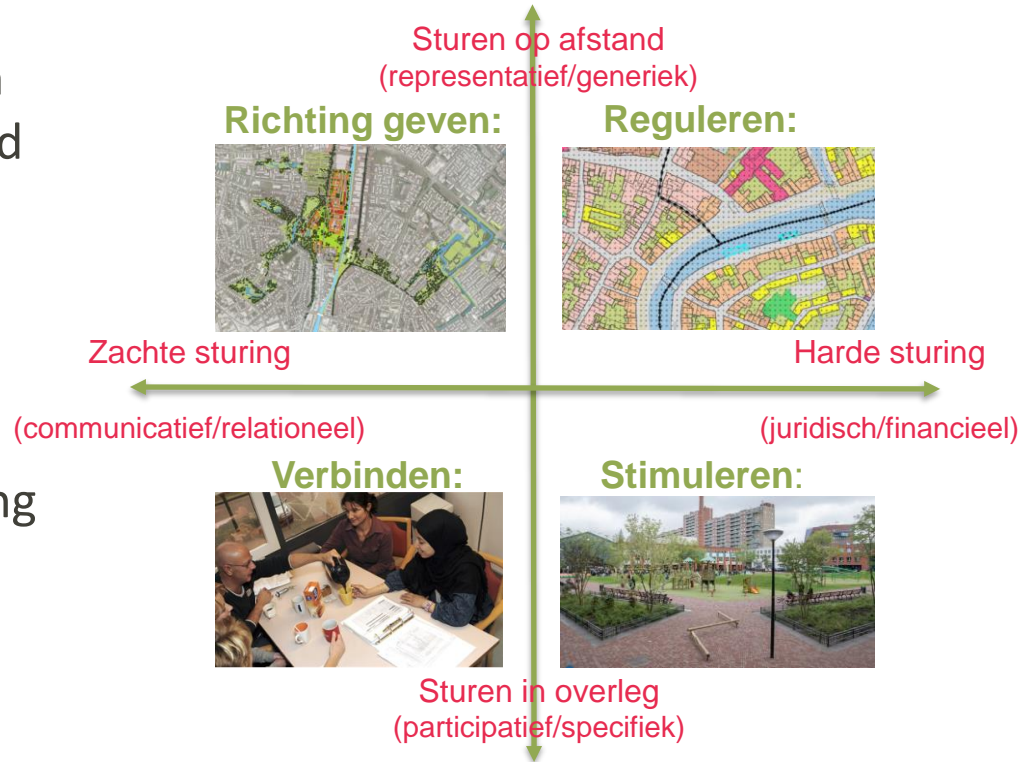 Sturen op afstand
(representatief/generiek)
d
Richting geven:
Reguleren:
Zachte sturing
Harde sturing
(communicatief/relationeel)
(juridisch/financieel)
Verbinden:
Stimuleren:
ng
Sturen in overleg
(participatief/specifiek)